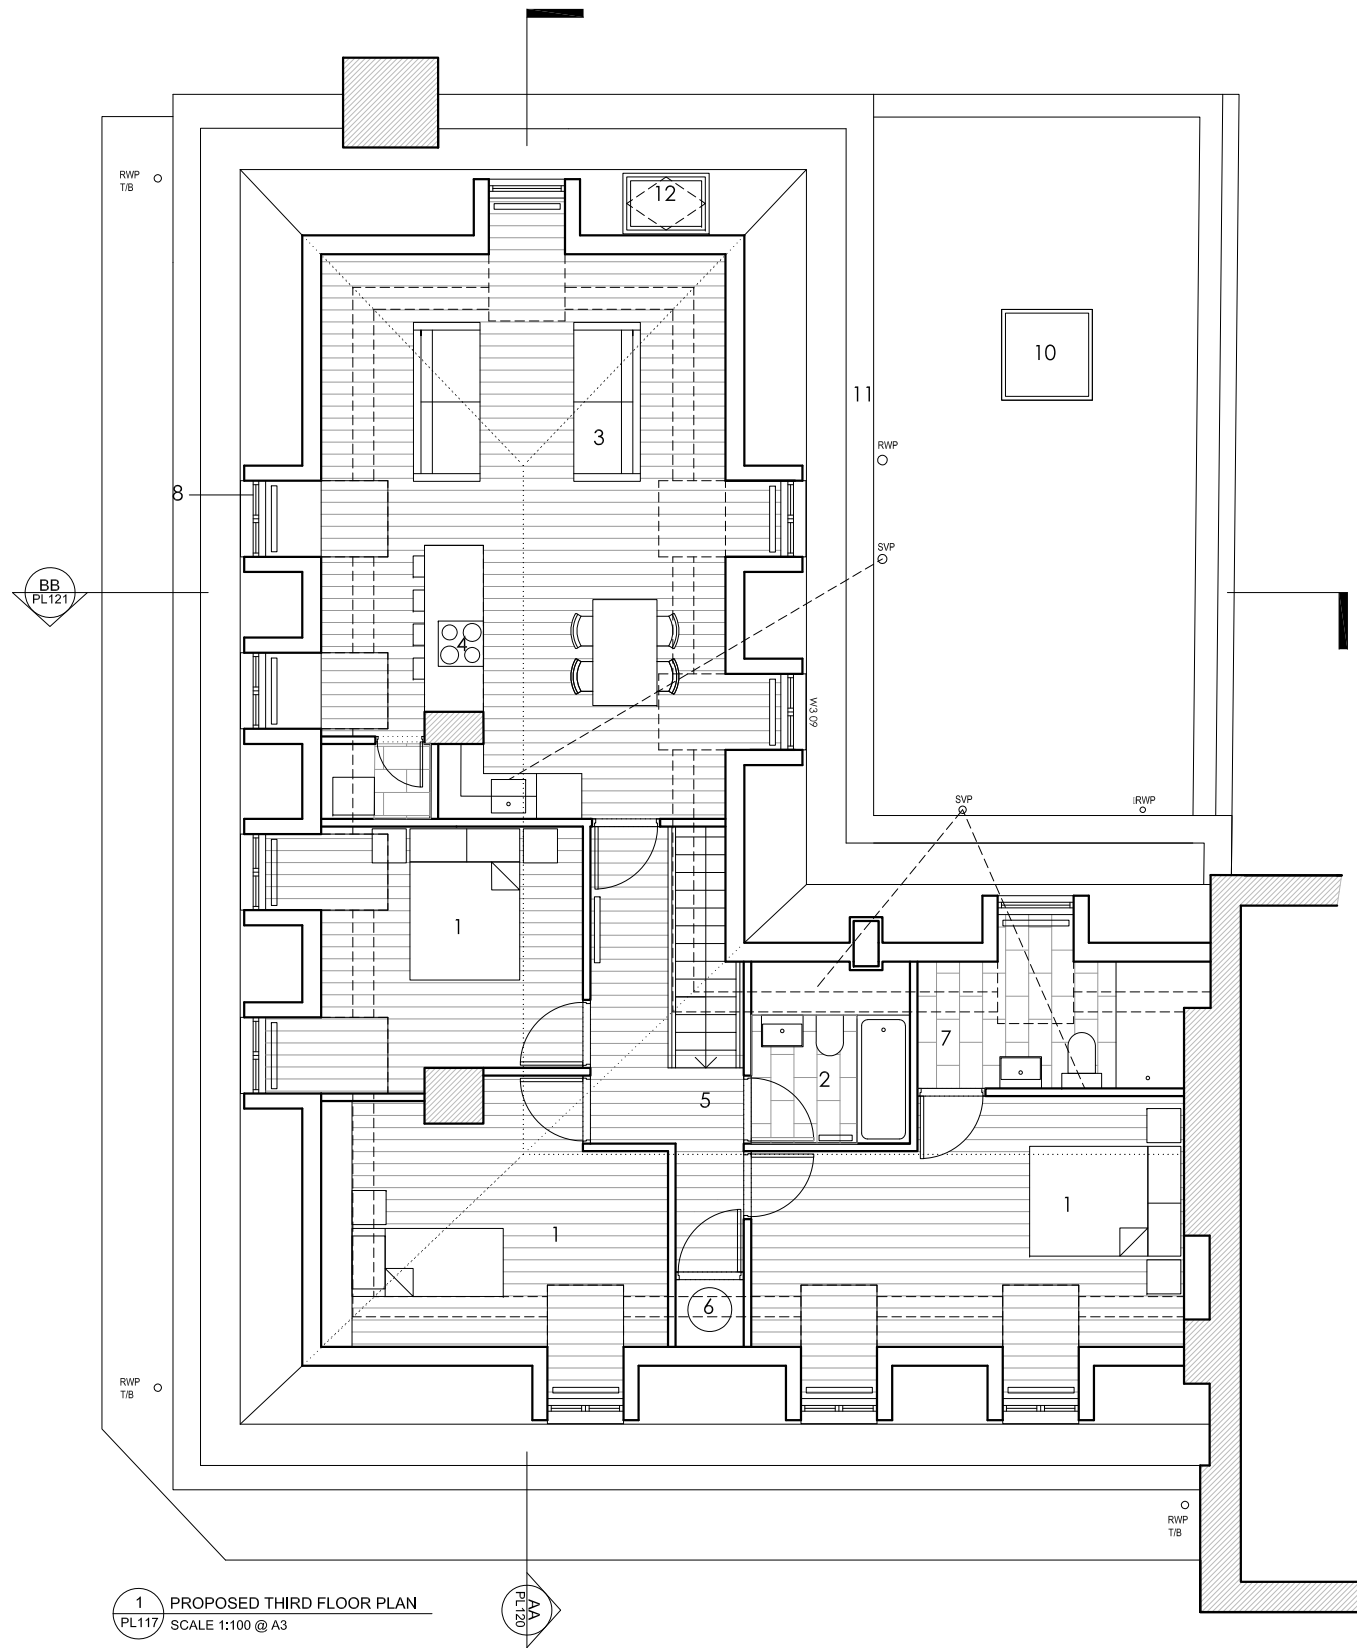 12
RWP
T/B
10
11
3
RWP
8
SVP
BB
PL121
4
W3.09
SVP
RWP
1
7
2
5
1
1
6
RWP
T/B
RWP
T/B
1
PL117
PROPOSED THIRD FLOOR PLAN
SCALE 1:100 @ A3
AA
PL120